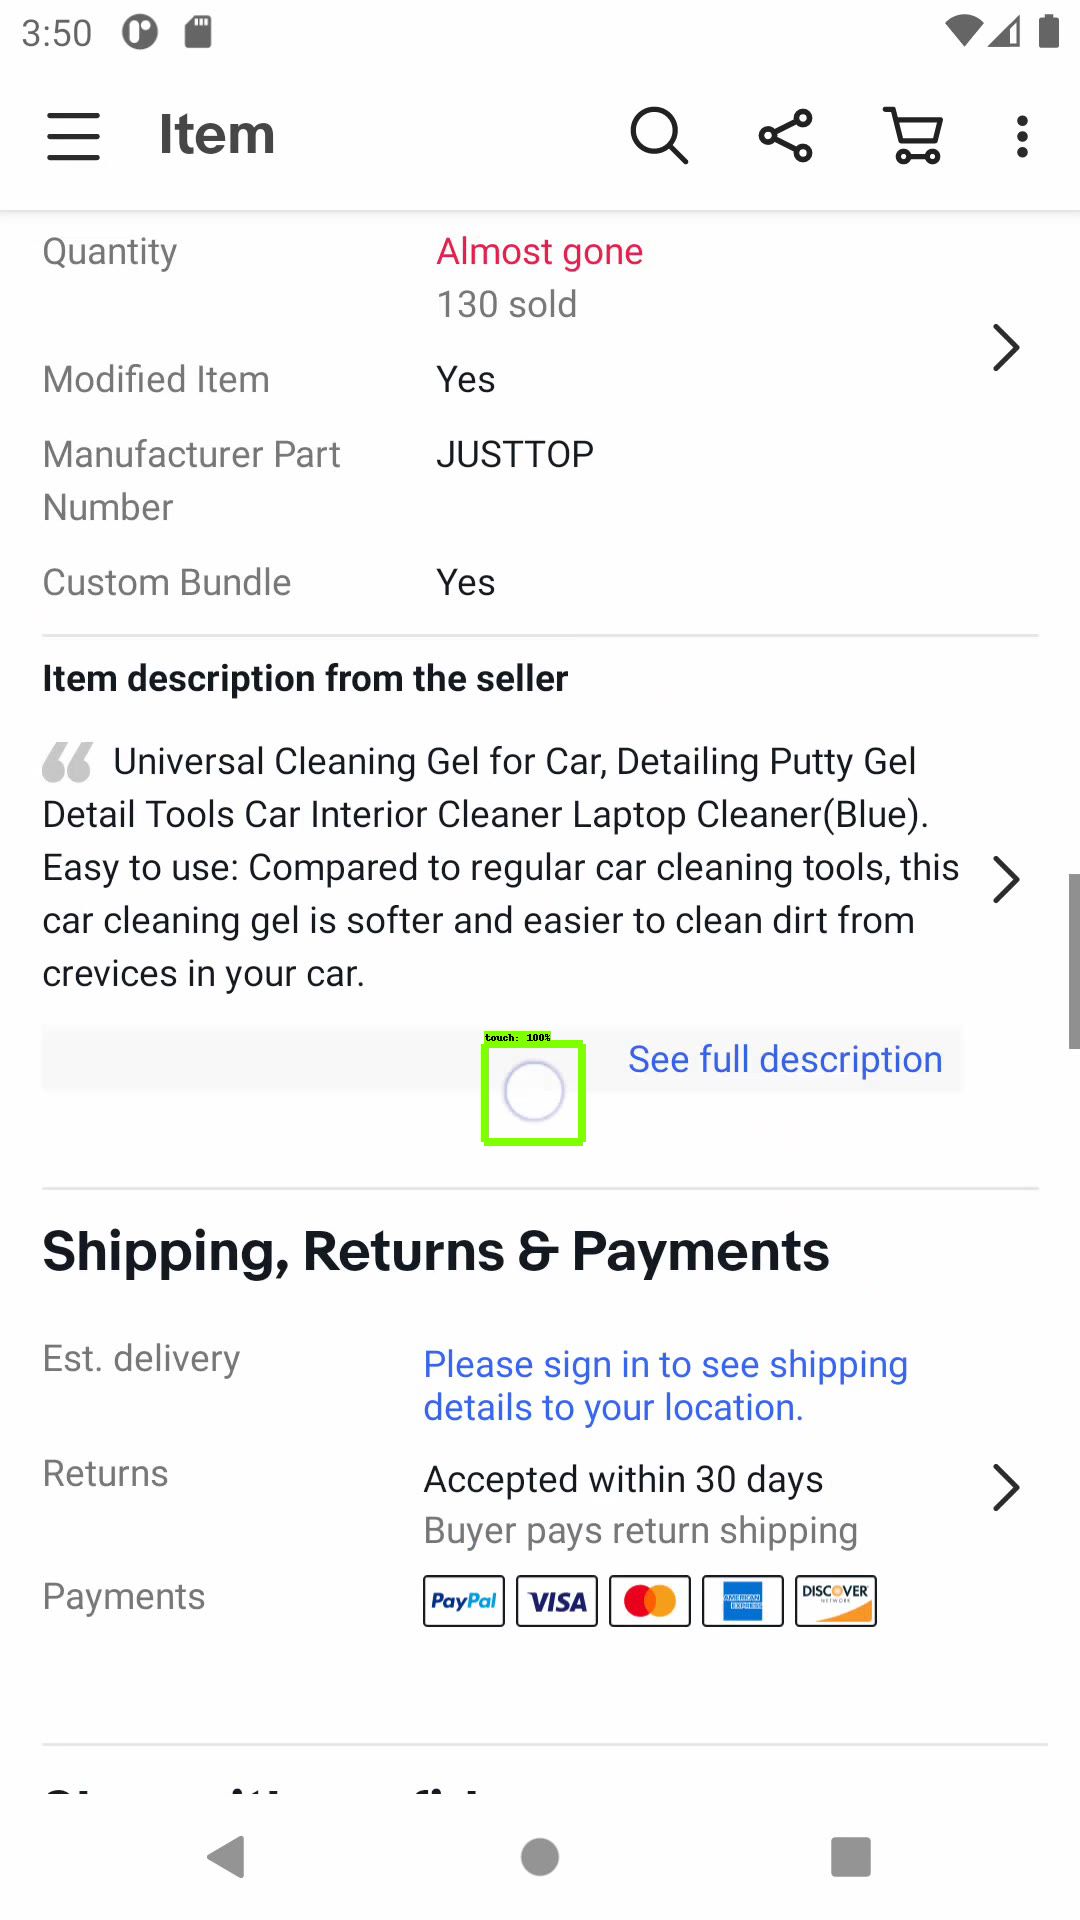 3:50
Item
Quantity
Almost gone
130 sold
Modified Item
Yes
Manufacturer Part
Number
JUSTTOP
Custom Bundle
Yes
Item description from the seller
Universal Cleaning Gel for Car, Detailing Putty Gel
Detail Tools Car Interior Cleaner Laptop Cleaner(Blue).
Easy to use: Compared to regular car cleaning tools, this
car cleaning gel is softer and easier to clean dirt from
crevices in your car.
touch: 100%
See full description
Shipping, Returns & Payments
Est. delivery
Please sign in to see shipping
details to your location.
Returns
Accepted within 30 days
Buyer pays return shipping
Payments
PayPal
VISA
AMERICAN
EXPRESS
DISCOVER
NETWORK